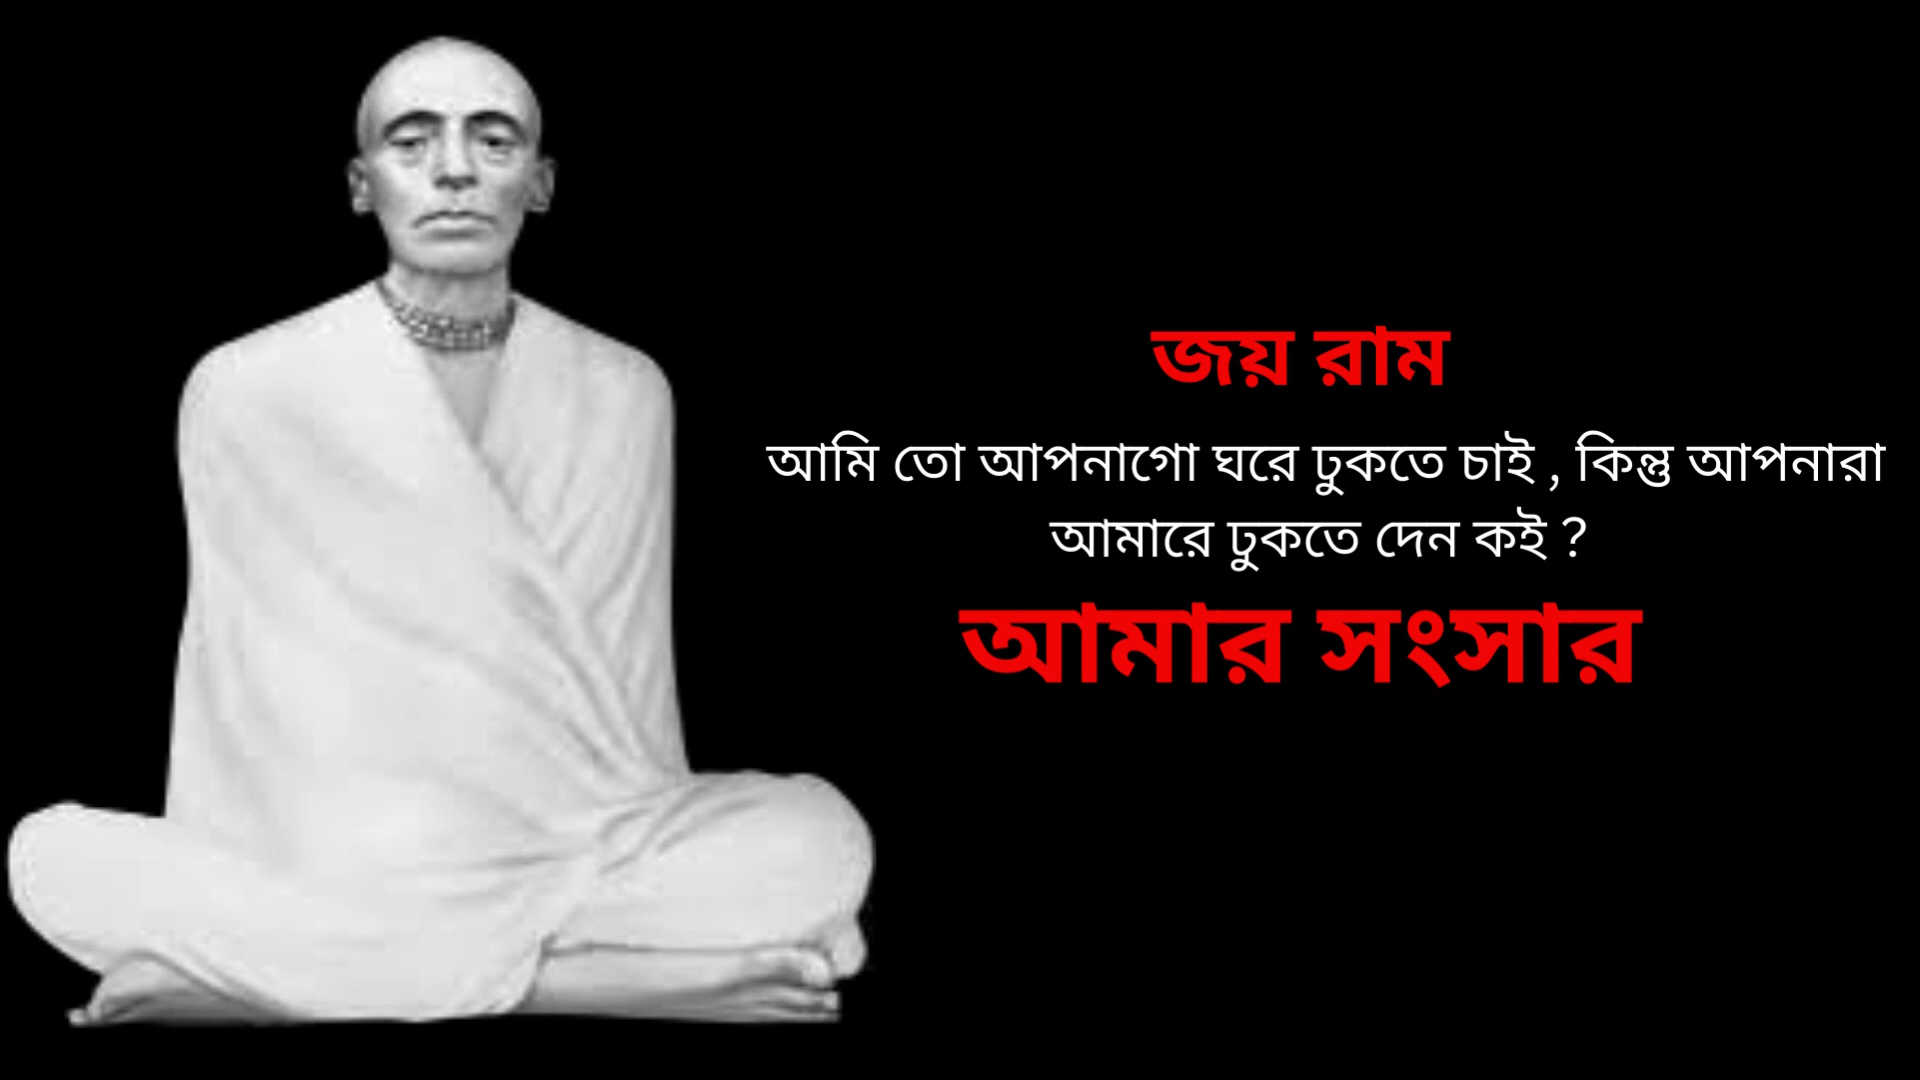 জয় রাম
আমি তো আপনাগো ঘরে ঢুকতে চাই , কিন্তু আপনারা
আমারে ঢুকতে দেন কই ?
আমার সংসার